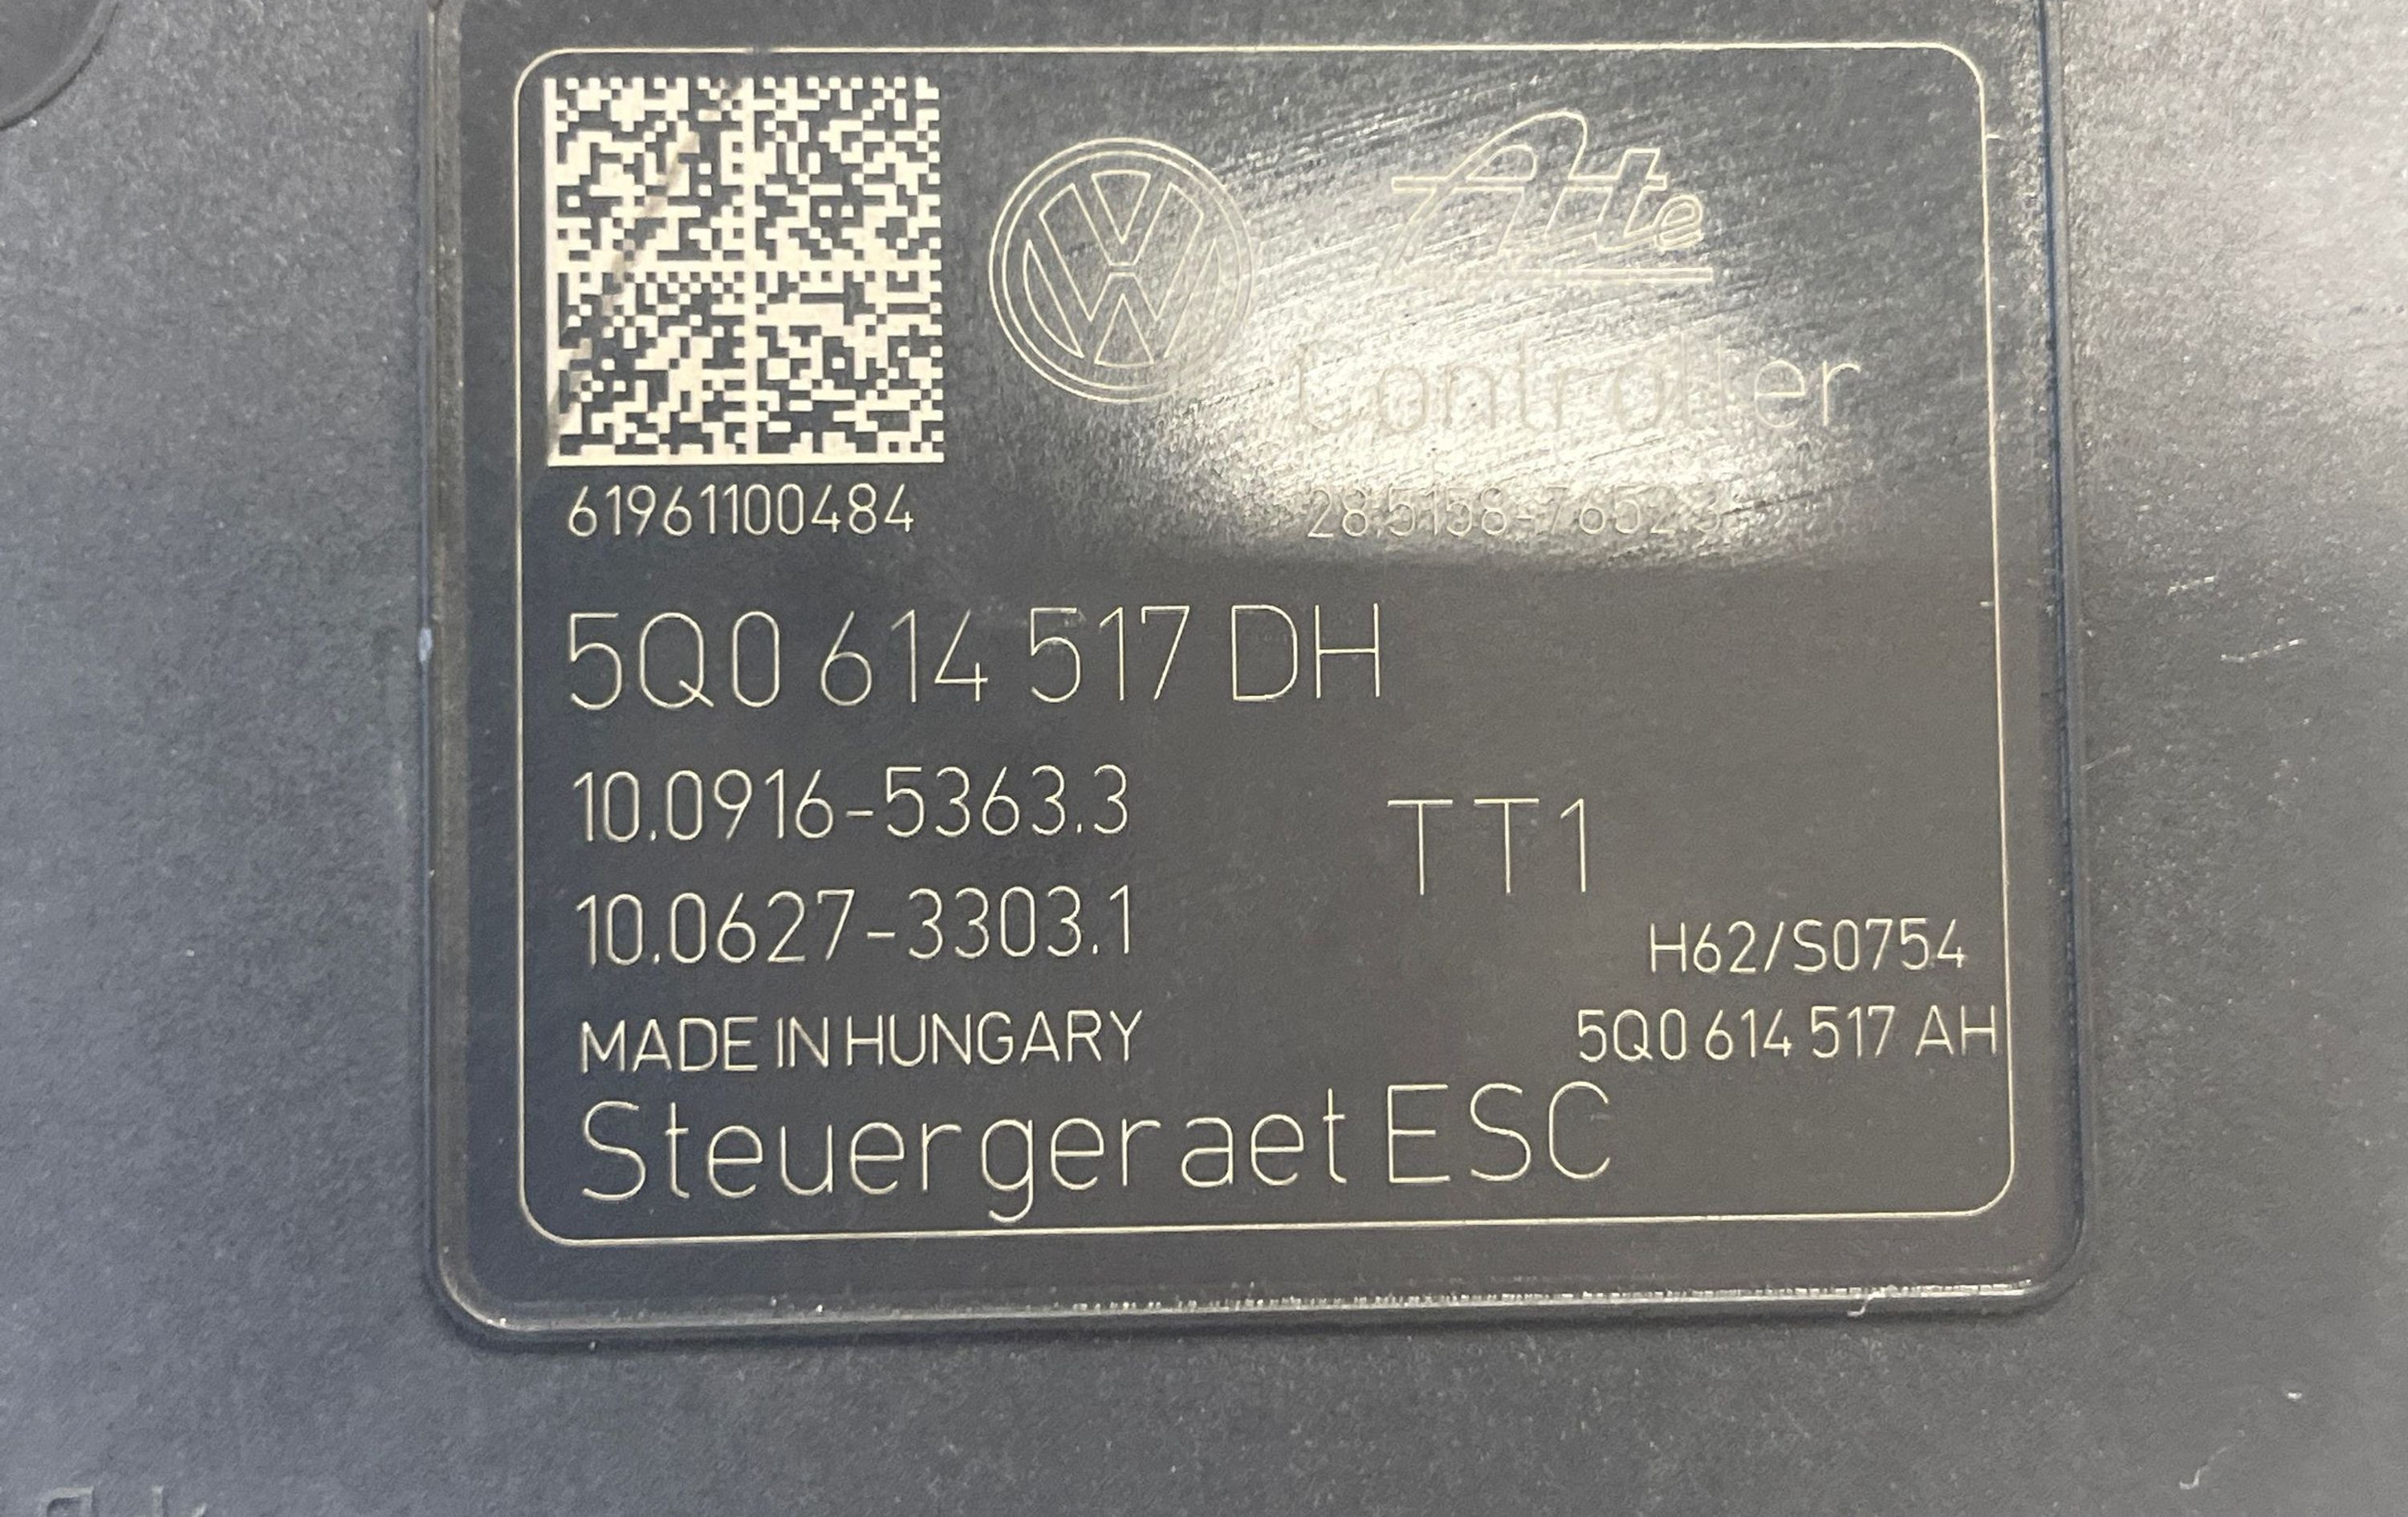 Ate
Controller
61961100484
5Q0 614 517 DH
10.0916-5363.3
TT1
10.0627-3303.1
H62/S0754
MADE IN HUNGARY
5Q0 614 517 AH
Steuergeraet ESC